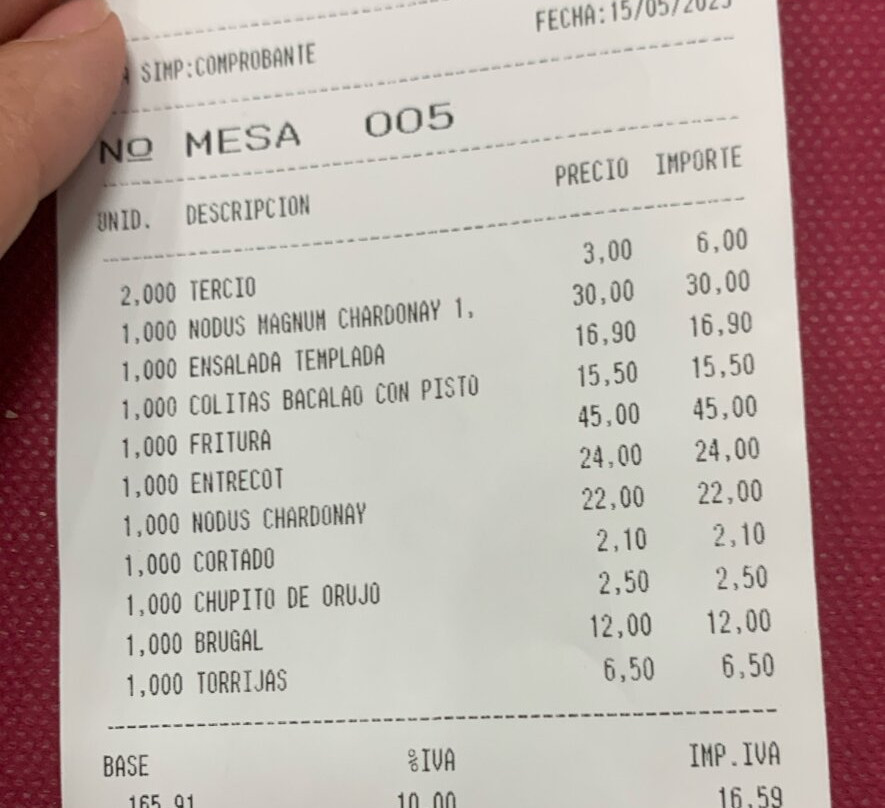 FECHA:15/05/2023
SIMP:COMPROBANTE
Nº MESA 005
UNID. DESCRIPCION PRECIO IMPORTE
2,000 TERCIO 3,00 6,00
1,000 NODUS MAGNUM CHARDONAY 1, 30,00 30,00
1,000 ENSALADA TEMPLADA 16,90 16,90
1,000 COLITAS BACALAO CON PISTO 15,50 15,50
1,000 FRITURA 45,00 45,00
1,000 ENTRECOT 24,00 24,00
1,000 NODUS CHARDONAY 22,00 22,00
1,000 CORTADO 2,10 2,10
1,000 CHUPITO DE ORUJO 2,50 2,50
1,000 BRUGAL 12,00 12,00
1,000 TORRIJAS 6,50 6,50
BASE %IVA IMP.IVA
165,91 10,00 16,59